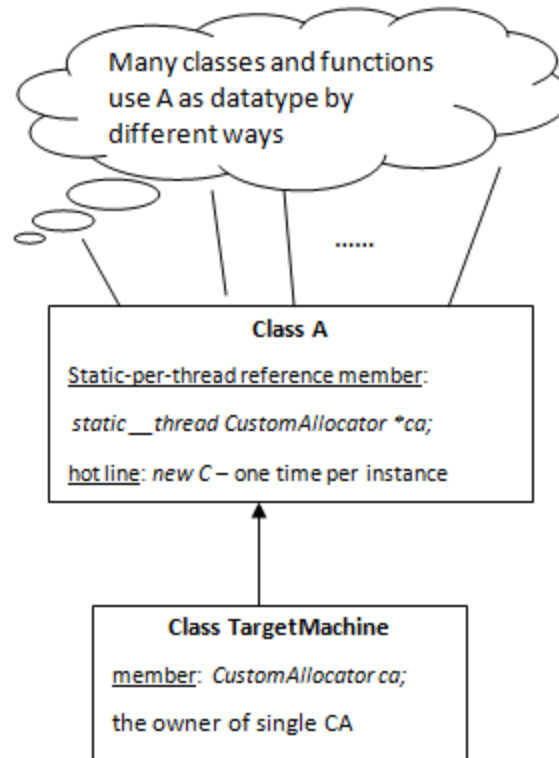 Many classes and functions
use A as datatype by
different ways
......
Class A
Static-per-thread reference member:
static __thread CustomAllocator *ca;
hot line: new C – one time per instance
Class TargetMachine
member: CustomAllocator ca;
the owner of single CA